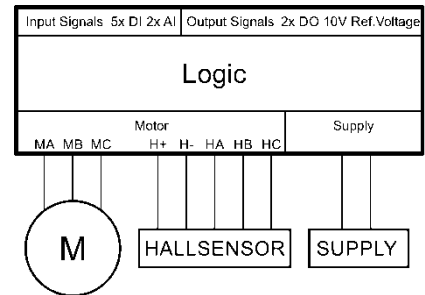 Input Signals 5x DI 2x AI Output Signals 2x DO 10V Ref.Voltage
Logic
Motor Supply
MA MB MC H+ H- HA HB HC
M HALLSENSOR SUPPLY